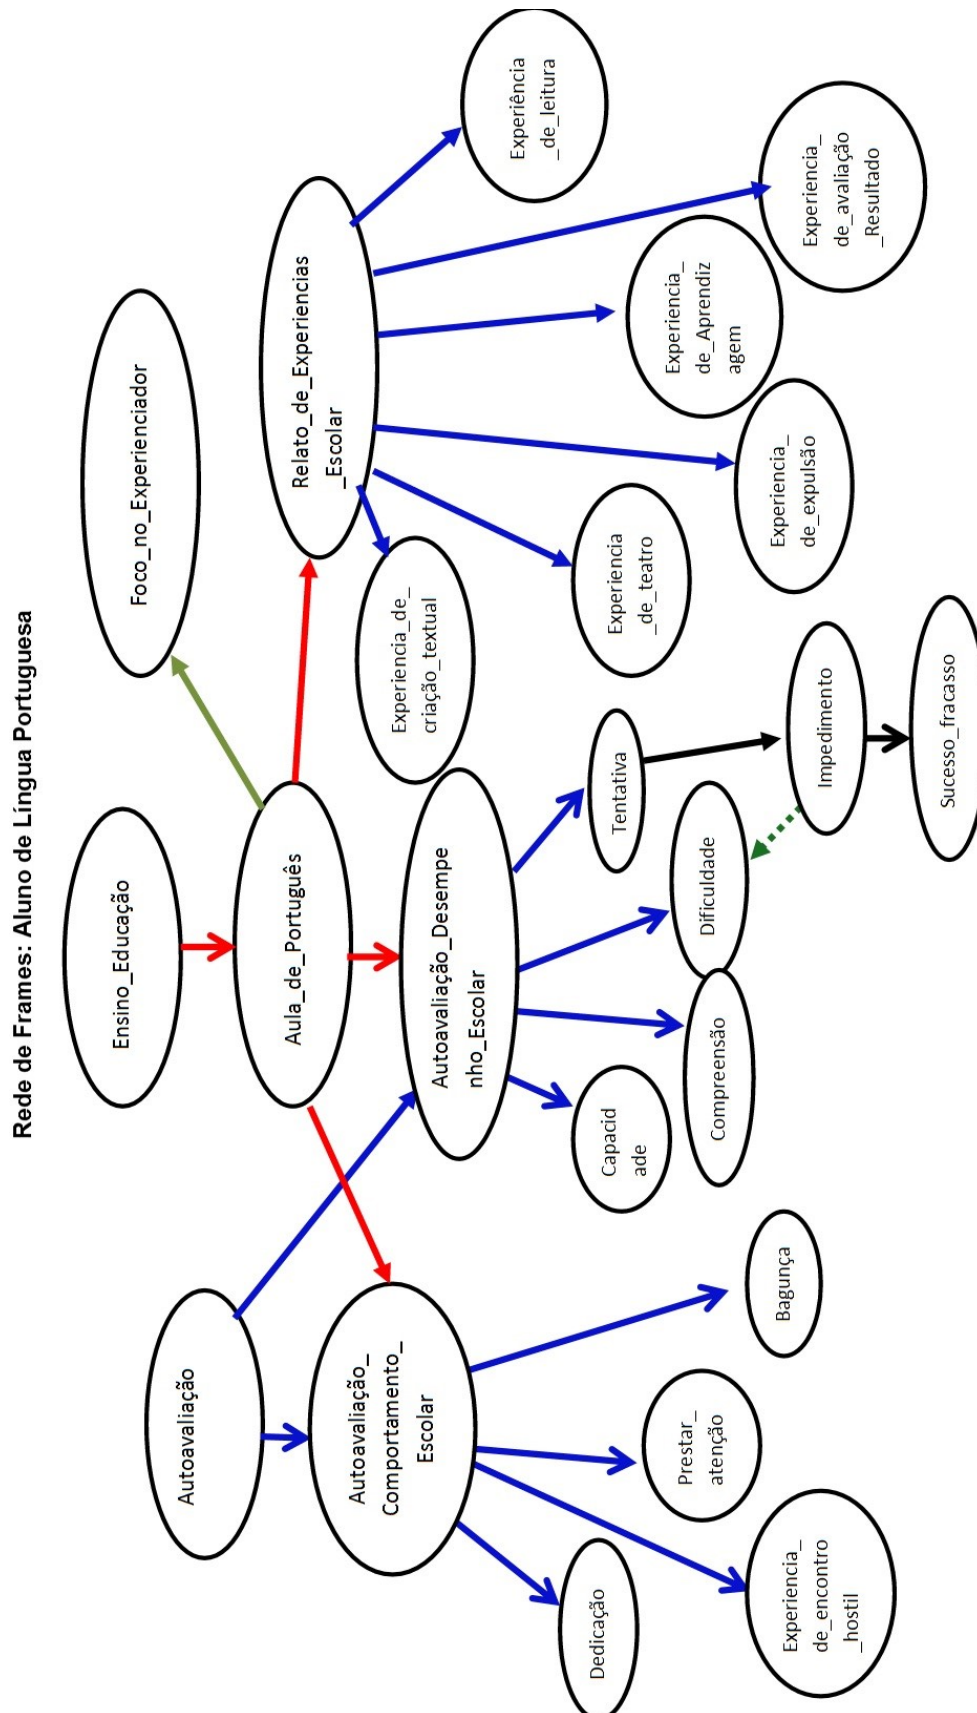 Rede de Frames: Aluno de Língua Portuguesa
Ensino_Educação
Foco_no_Experienciador
Autoavaliação
Aula_de_Português
Relato_de_Experiencias
_Escolar
Autoavaliação_
Comportamento_
Escolar
Autoavaliação_Desempe
nho_Escolar
Experiencia_de_
criação_textual
Experiência
_de_leitura
Dedicação
Capacid
ade
Tentativa
Experiencia
_de_teatro
Experiencia_
de_Aprendiz
agem
Prestar_
atenção
Compreensão
Dificuldade
Experiencia_
de_encontro
_hostil
Bagunça
Impedimento
Experiencia_
de_expulsão
Experiencia_
de_avaliação
_Resultado
Sucesso_fracasso